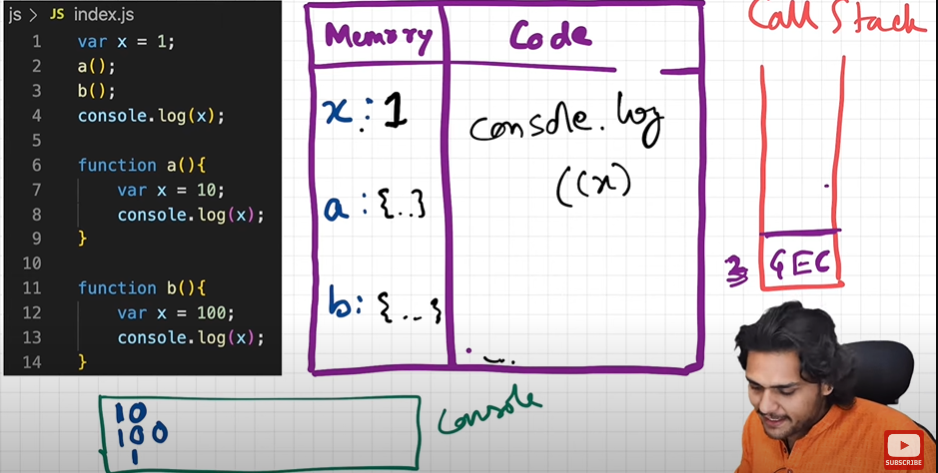 js > JS index.js
1 var x = 1;
2 a();
3 b();
4 console.log(x);
5
6 function a(){
7 var x = 10;
8 console.log(x);
9 }
10
11 function b(){
12 var x = 100;
13 console.log(x);
14 }
Memory Code
x : 1
console.log
((x)
a : {..}
b: {...}
Call Stack
GEC
10
100
1
Console
SUBSCRIBE